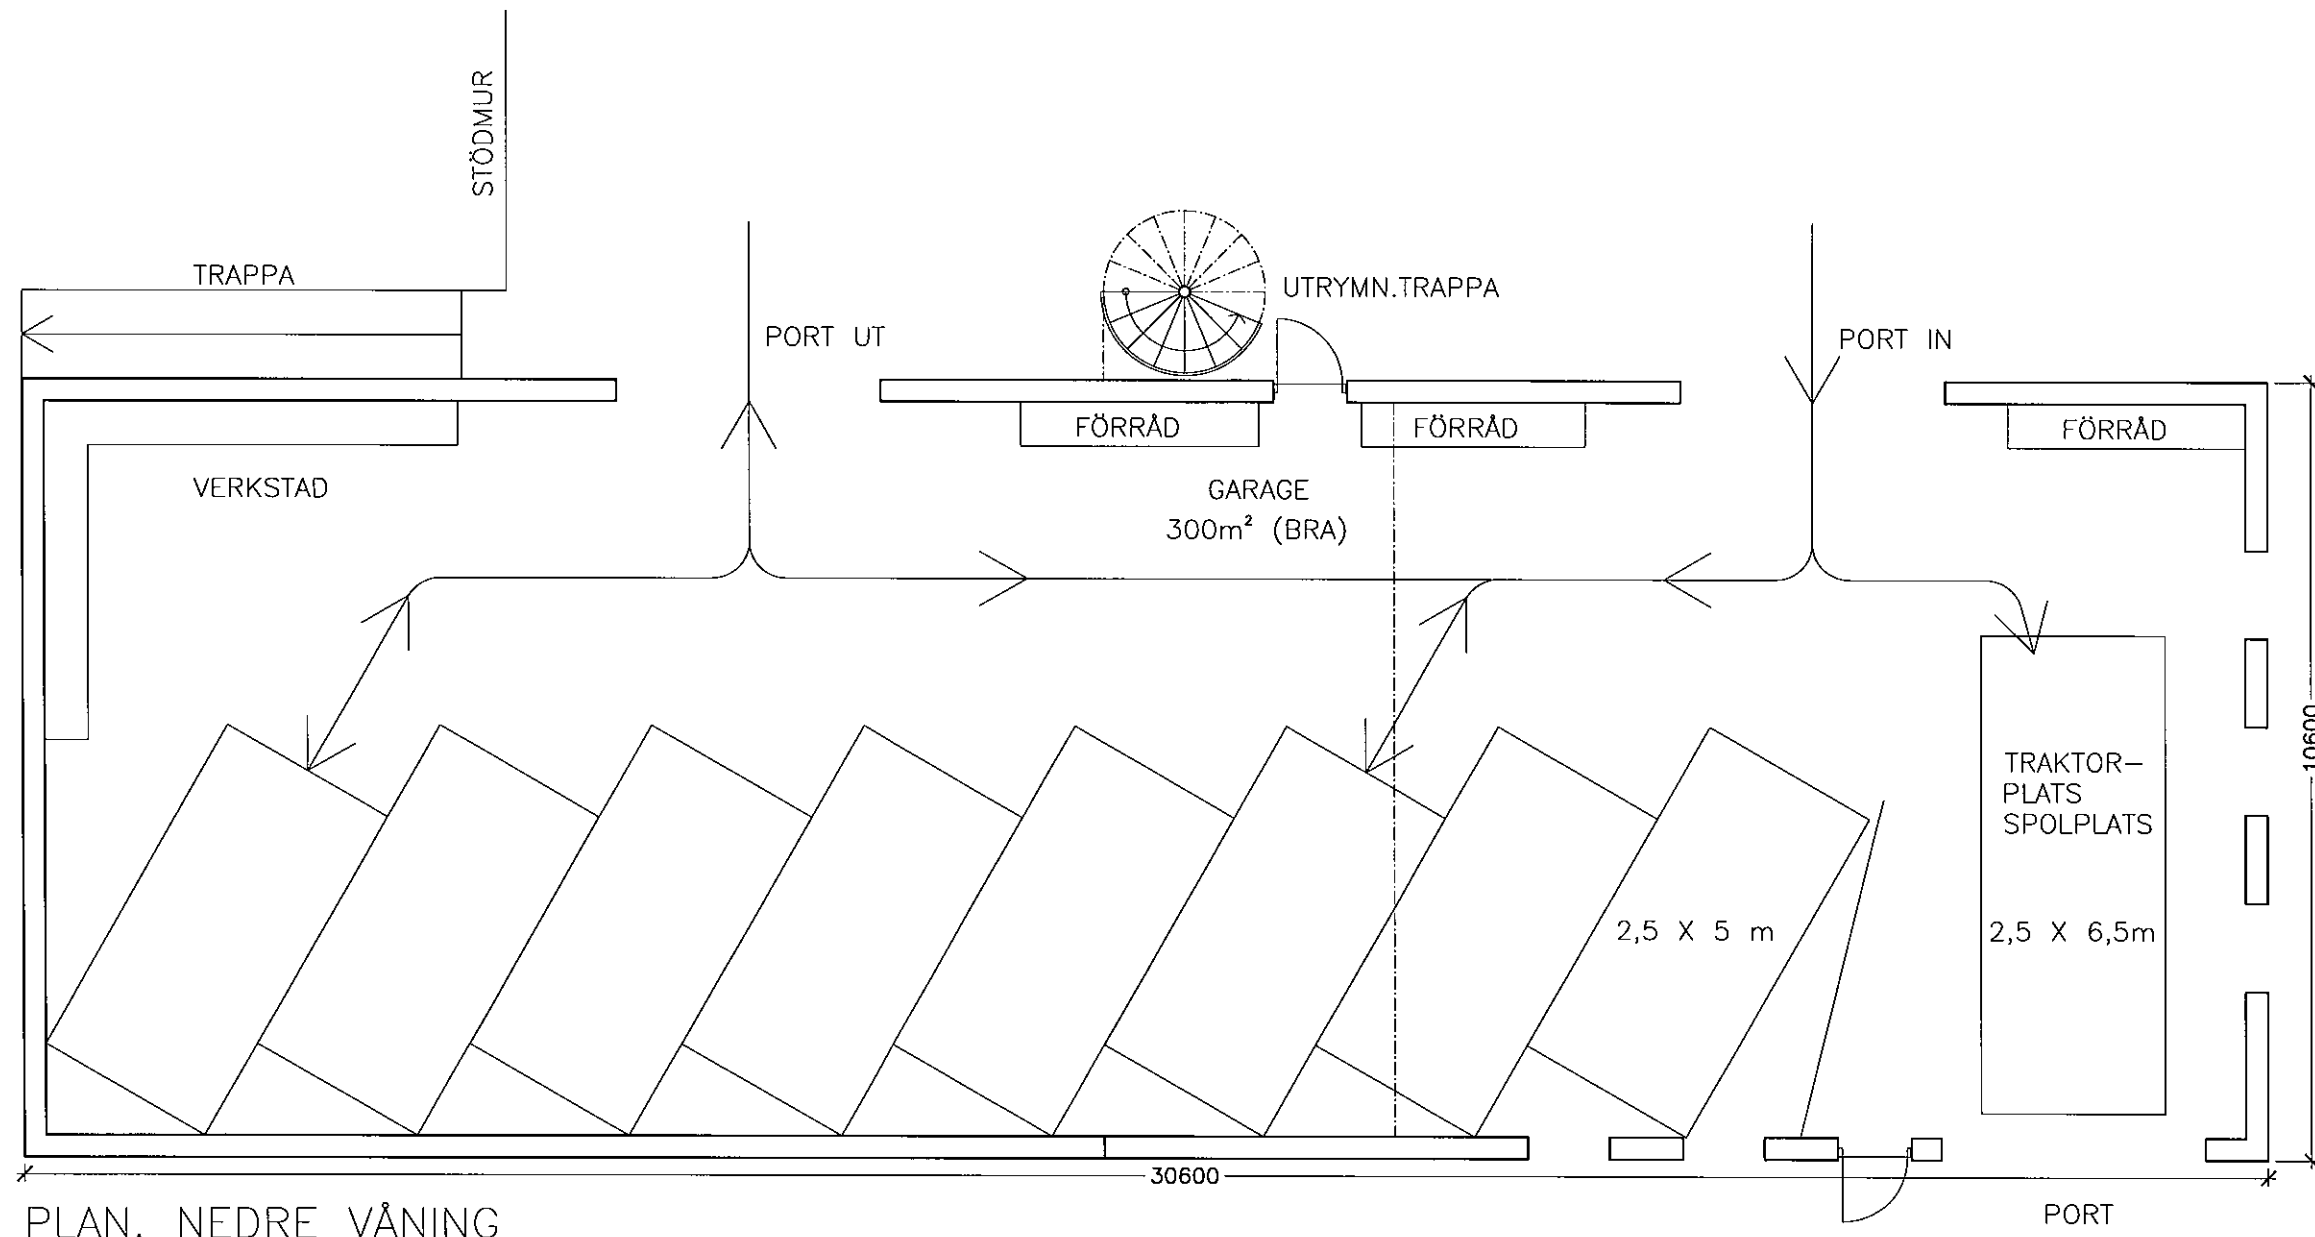 STÖDMUR
TRAPPA
UTRYMN.TRAPPA
PORT UT
PORT IN
FÖRRÅD
FÖRRÅD
FÖRRÅD
VERKSTAD
GARAGE
300m² (BRA)
10600
TRAKTOR–
PLATS
SPOLPLATS
2,5 X 5 m
2,5 X 6,5m
30600
PLAN. NEDRE VÅNING
PORT